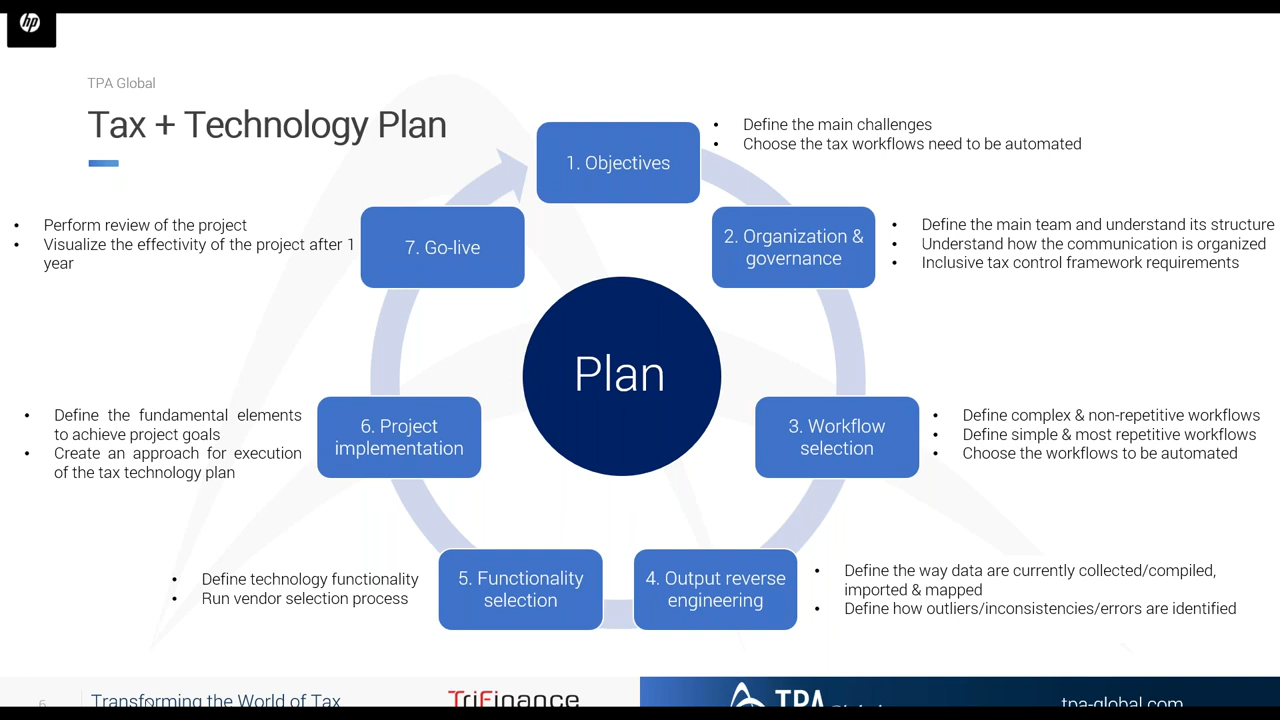 hp
TPA Global
Tax + Technology Plan
1. Objectives
• Define the main challenges
• Choose the tax workflows need to be automated
2. Organization &
governance
• Define the main team and understand its structure
• Understand how the communication is organized
• Inclusive tax control framework requirements
3. Workflow
selection
• Define complex & non-repetitive workflows
• Define simple & most repetitive workflows
• Choose the workflows to be automated
4. Output reverse
engineering
• Define the way data are currently collected/compiled,
imported & mapped
• Define how outliers/inconsistencies/errors are identified
5. Functionality
selection
• Define technology functionality
• Run vendor selection process
6. Project
implementation
• Define the fundamental elements
to achieve project goals
• Create an approach for execution
of the tax technology plan
7. Go-live
• Perform review of the project
• Visualize the effectivity of the project after 1
year
Plan
6
Transforming the World of Tax
TriFinance
TPA Global
tpa-global.com